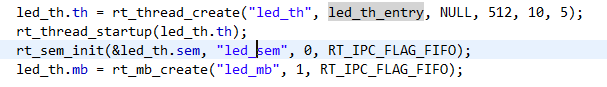 led_th.th = rt_thread_create("led_th", led_th_entry, NULL, 512, 10, 5);
rt_thread_startup(led_th.th);
rt_sem_init(&led_th.sem, "led_sem", 0, RT_IPC_FLAG_FIFO);
led_th.mb = rt_mb_create("led_mb", 1, RT_IPC_FLAG_FIFO);